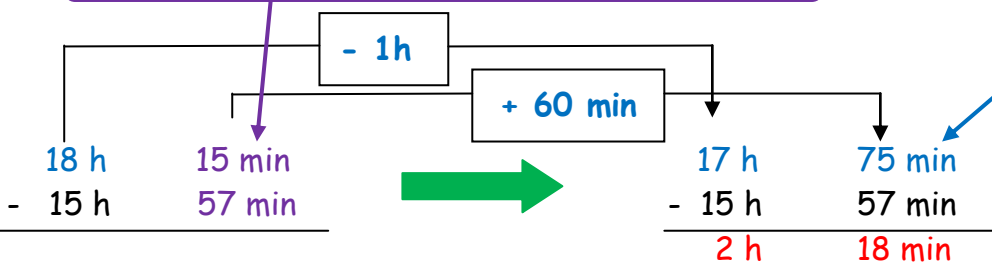 - 1h
+ 60 min
18 h 15 min 17 h 75 min
- 15 h 57 min - 15 h 57 min
2 h 18 min